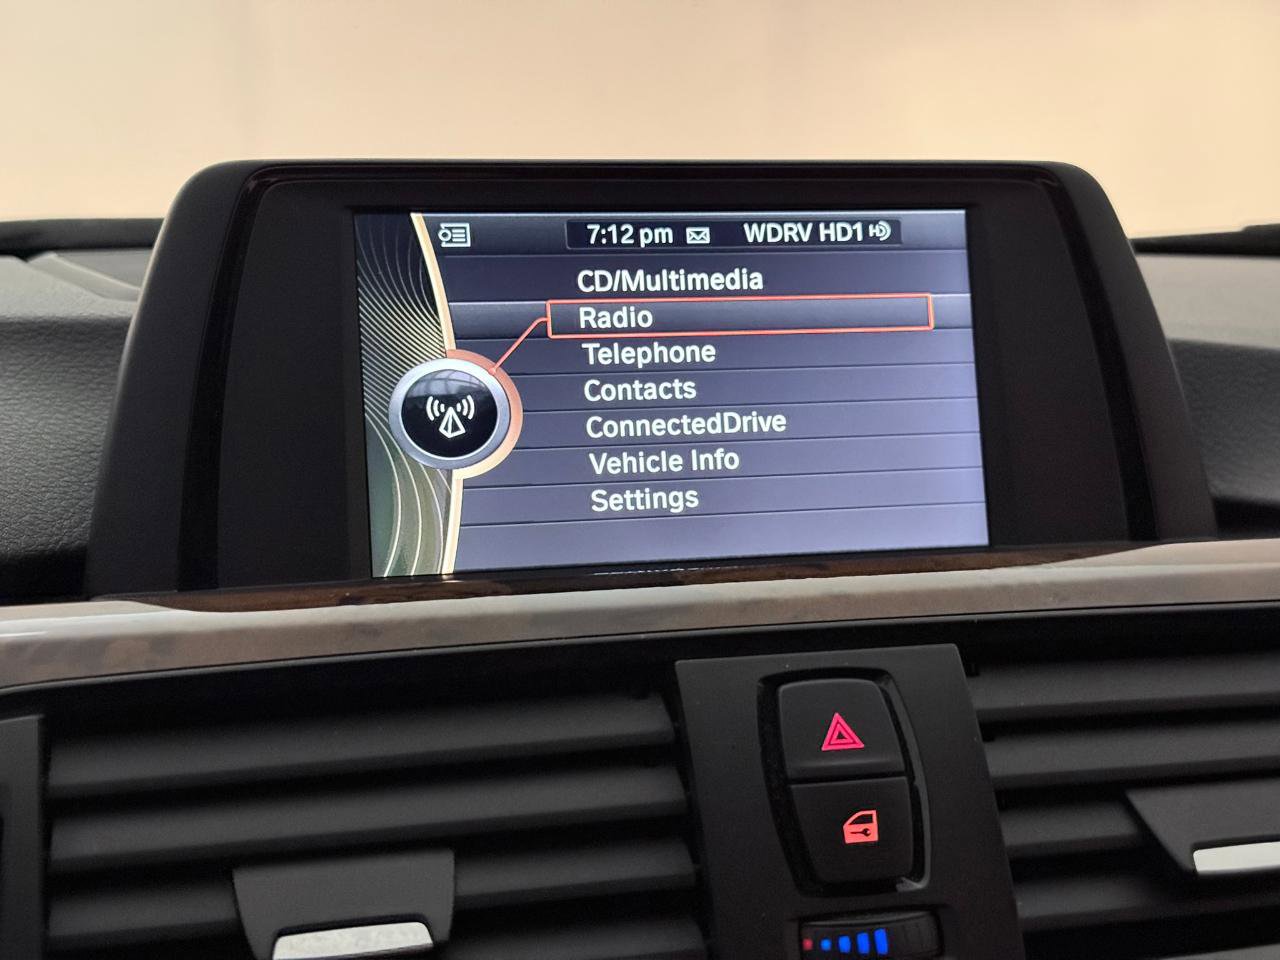 7:12 pm WDRV HD1
CD/Multimedia
Radio
Telephone
Contacts
ConnectedDrive
Vehicle Info
Settings